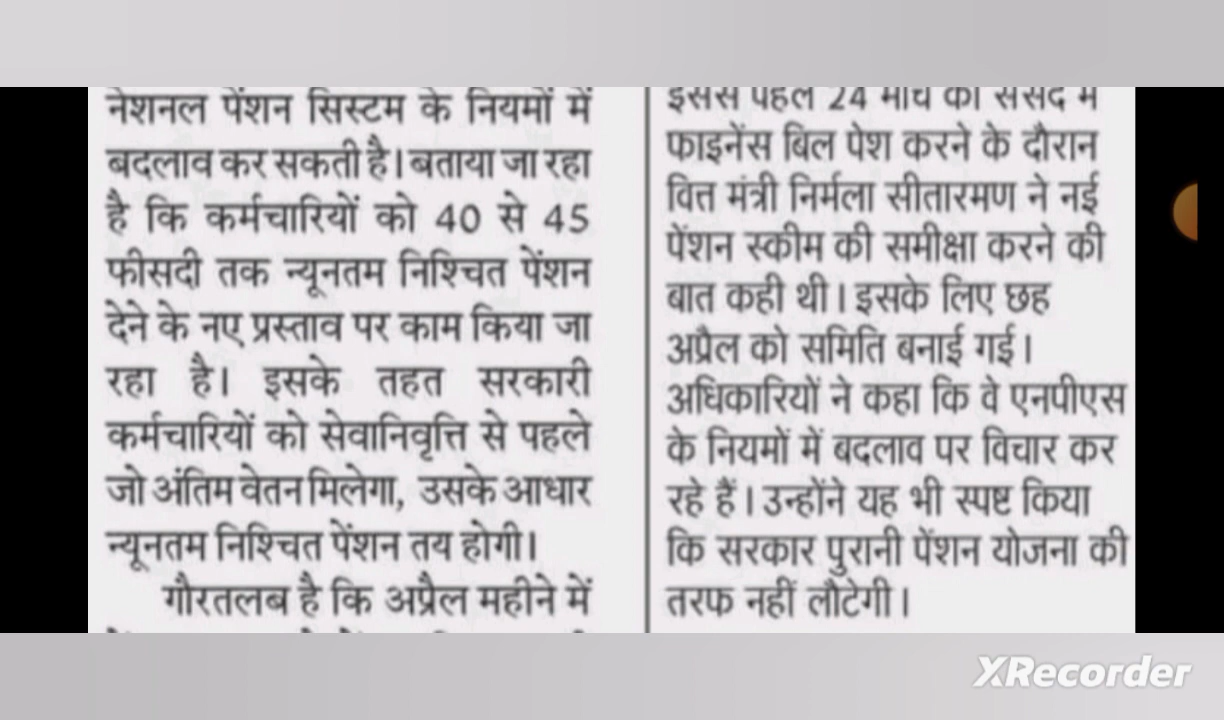 नेशनल पेंशन सिस्टम के नियमों में
बदलाव कर सकती है। बताया जा रहा
है कि कर्मचारियों को 40 से 45
फीसदी तक न्यूनतम निश्चित पेंशन
देने के नए प्रस्ताव पर काम किया जा
रहा है। इसके तहत सरकारी
कर्मचारियों को सेवानिवृत्ति से पहले
जो अंतिम वेतन मिलेगा, उसके आधार
न्यूनतम निश्चित पेंशन तय होगी।
गौरतलब है कि अप्रैल महीने में
इससे पहले 24 मार्च को संसद में
फाइनेंस बिल पेश करने के दौरान
वित्त मंत्री निर्मला सीतारमण ने नई
पेंशन स्कीम की समीक्षा करने की
बात कही थी। इसके लिए छह
अप्रैल को समिति बनाई गई।
अधिकारियों ने कहा कि वे एनपीएस
के नियमों में बदलाव पर विचार कर
रहे हैं। उन्होंने यह भी स्पष्ट किया
कि सरकार पुरानी पेंशन योजना की
तरफ नहीं लौटेगी।
XRecorder